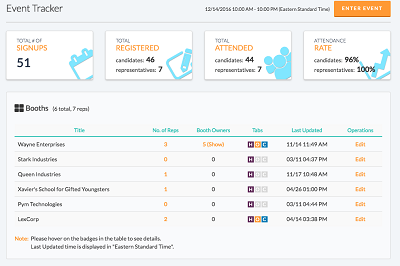 Event Tracker
12/14/2016 10:00 AM - 10:00 PM (Eastern Standard Time)
ENTER EVENT
TOTAL # OF
SIGNUPS
51
TOTAL
REGISTERED
candidates: 46
representatives: 7
TOTAL
ATTENDED
candidates: 44
representatives: 7
ATTENDANCE
RATE
candidates: 96%
representatives: 100%
Booths (6 total, 7 reps)
Title No. of Reps Booth Owners Tabs Last Updated Operations
Wayne Enterprises 3 5 (Show) H O C 11/14 11:49 AM Edit
Stark Industries 0 0 H O C 03/11 04:37 PM Edit
Queen Industries 1 0 H O C 11/17 10:48 AM Edit
Xavier's School for Gifted Youngsters 1 0 H O C 04/26 01:00 PM Edit
Pym Technologies 0 0 H O C 03/11 03:44 PM Edit
LexCorp 2 0 H O C 04/14 03:38 PM Edit
Note: Please hover on the badges in the table to see details.
Last Updated time is displayed in "Eastern Standard Time".